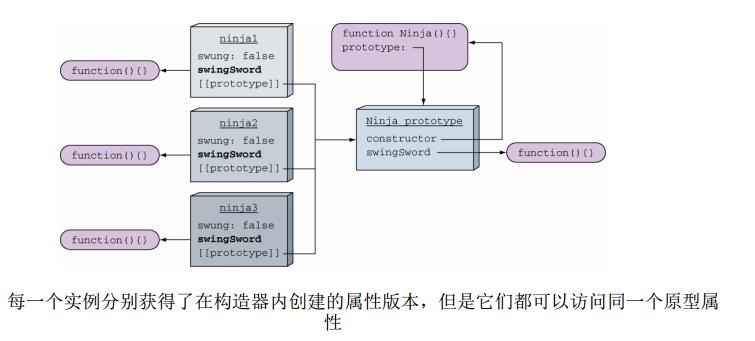 ninja1
swung: false
swingSword
[[prototype]]
function(){}
ninja2
swung: false
swingSword
[[prototype]]
function(){}
ninja3
swung: false
swingSword
[[prototype]]
function(){}
function Ninja(){}
prototype:
Ninja prototype
constructor
swingSword
function(){}
每一个实例分别获得了在构造器内创建的属性版本，但是它们都可以访问同一个原型属
性